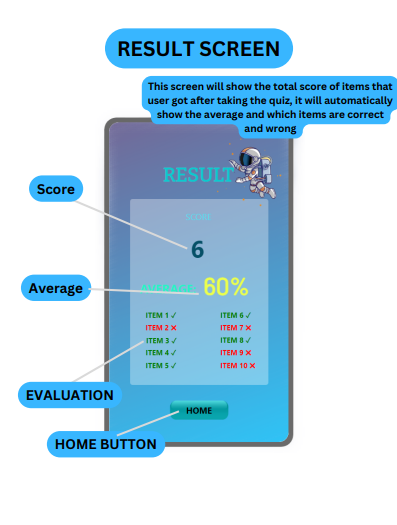 RESULT SCREEN
This screen will show the total score of items that
user got after taking the quiz, it will automatically
show the average and which items are correct
and wrong
RESULT
Score
SCORE
6
Average
AVERAGE 60%
ITEM 1 ✓ ITEM 6 ✓
ITEM 2 × ITEM 7 ×
ITEM 3 ✓ ITEM 8 ✓
ITEM 4 ✓ ITEM 9 ×
ITEM 5 ✓ ITEM 10 ×
EVALUATION
HOME
HOME BUTTON